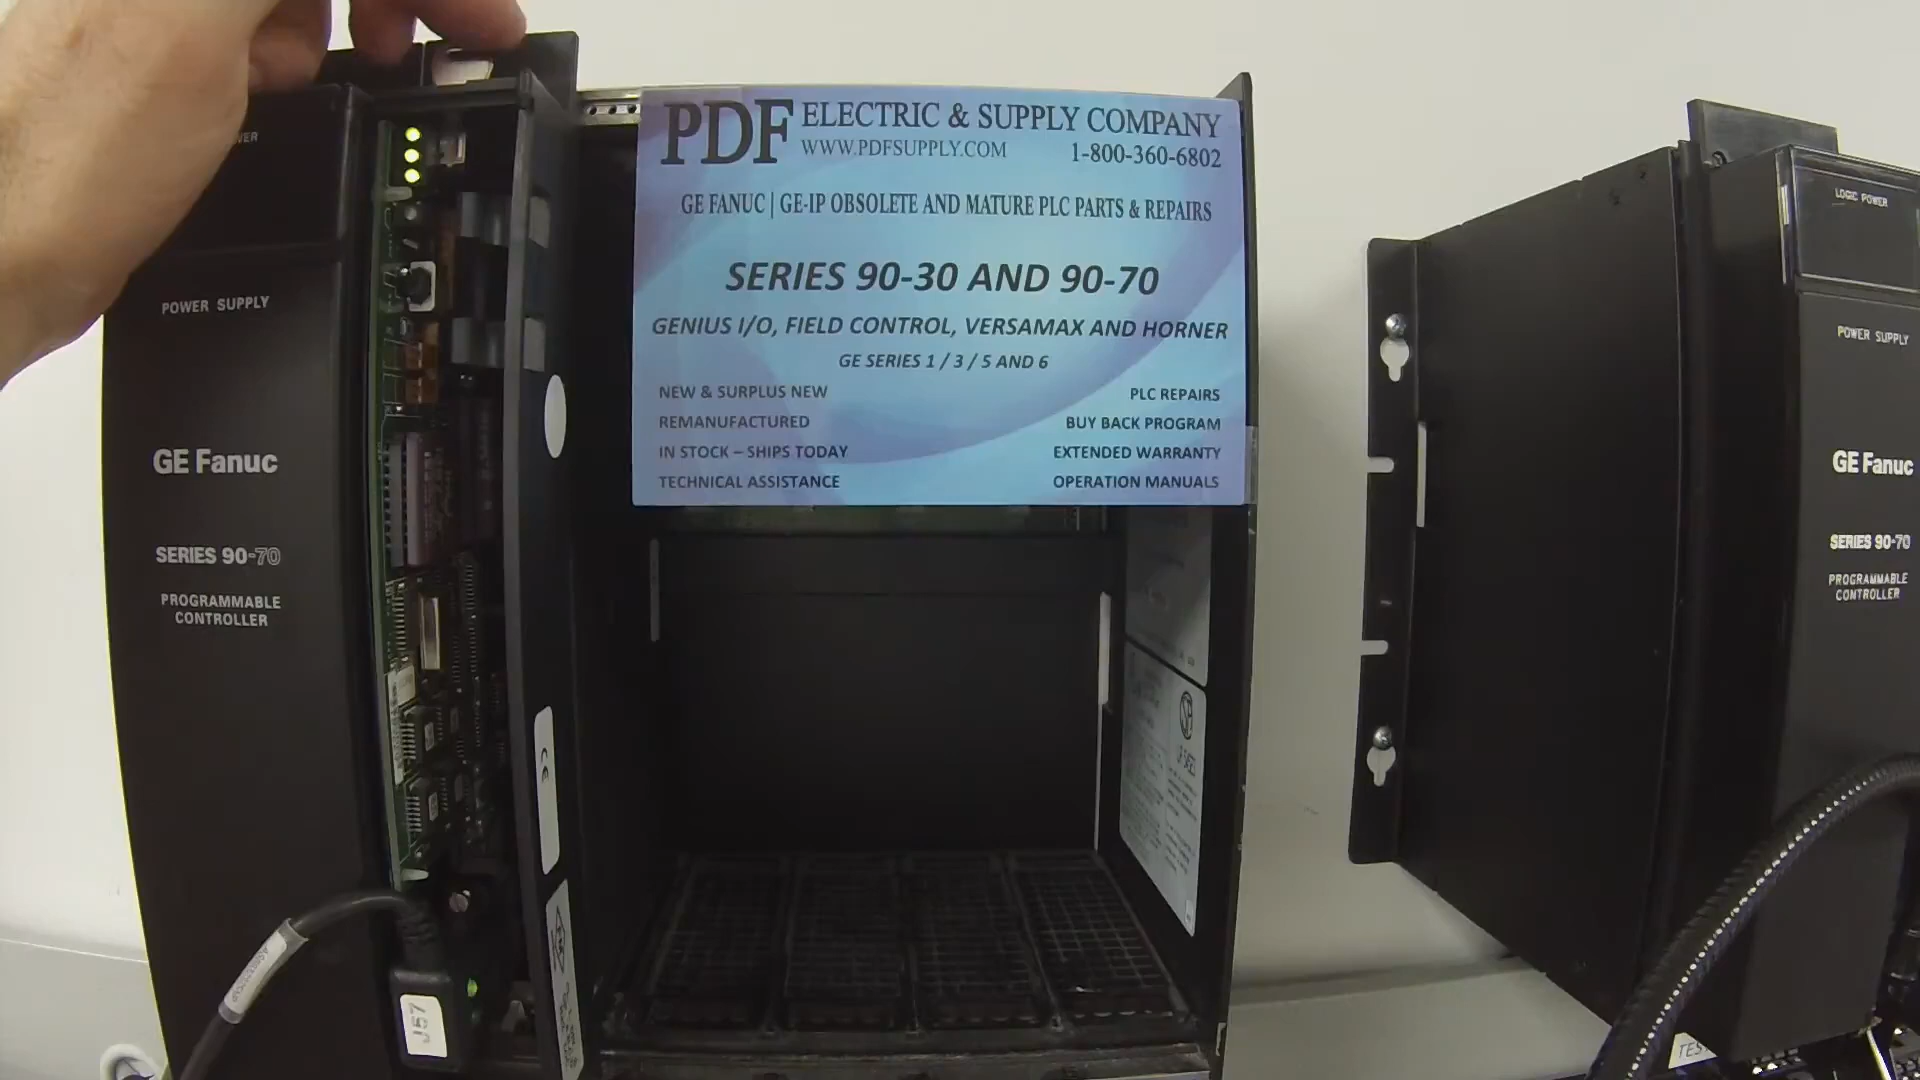 POWER SUPPLY
GE Fanuc
SERIES 90-70
PROGRAMMABLE
CONTROLLER
J57
CE
PDF ELECTRIC & SUPPLY COMPANY
WWW.PDFSUPPLY.COM 1-800-360-6802
GE FANUC | GE-IP OBSOLETE AND MATURE PLC PARTS & REPAIRS
SERIES 90-30 AND 90-70
GENIUS I/O, FIELD CONTROL, VERSAMAX AND HORNER
GE SERIES 1 / 3 / 5 AND 6
NEW & SURPLUS NEW PLC REPAIRS
REMANUFACTURED BUY BACK PROGRAM
IN STOCK – SHIPS TODAY EXTENDED WARRANTY
TECHNICAL ASSISTANCE OPERATION MANUALS
LOGIC POWER
POWER SUPPLY
GE Fanuc
SERIES 90-70
PROGRAMMABLE
CONTROLLER